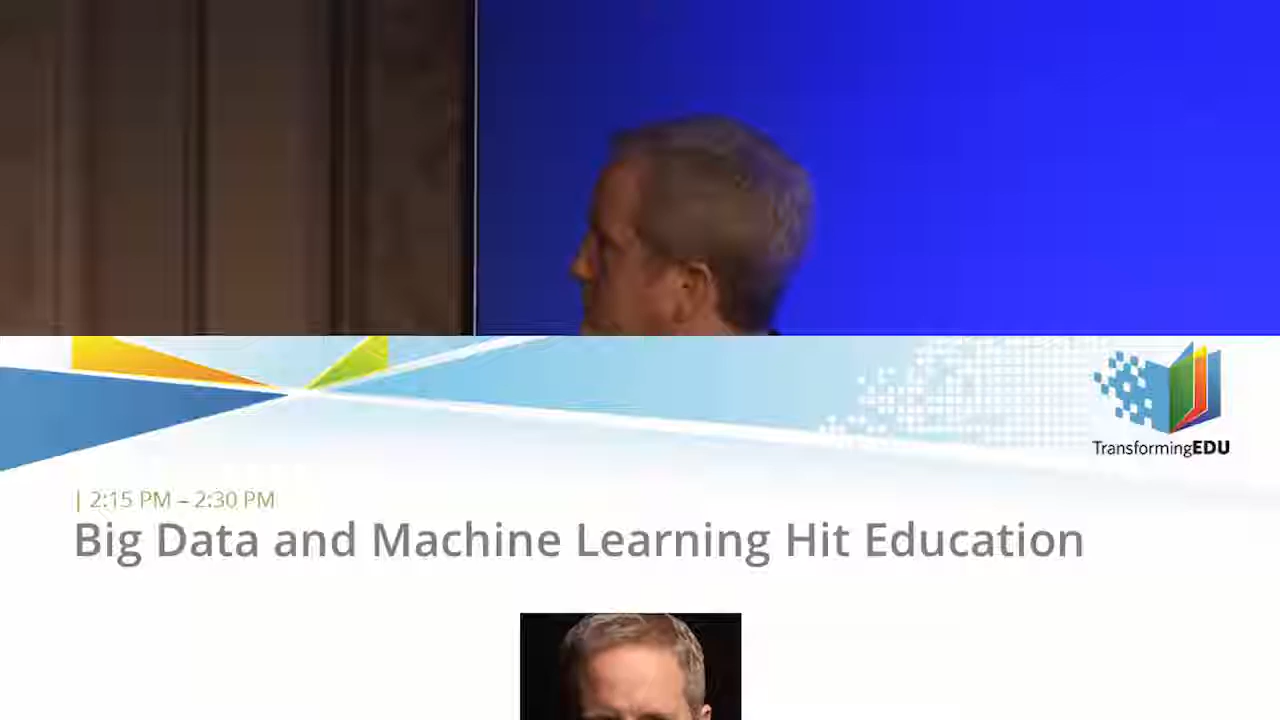 TransformingEDU
| 2:15 PM – 2:30 PM
Big Data and Machine Learning Hit Education